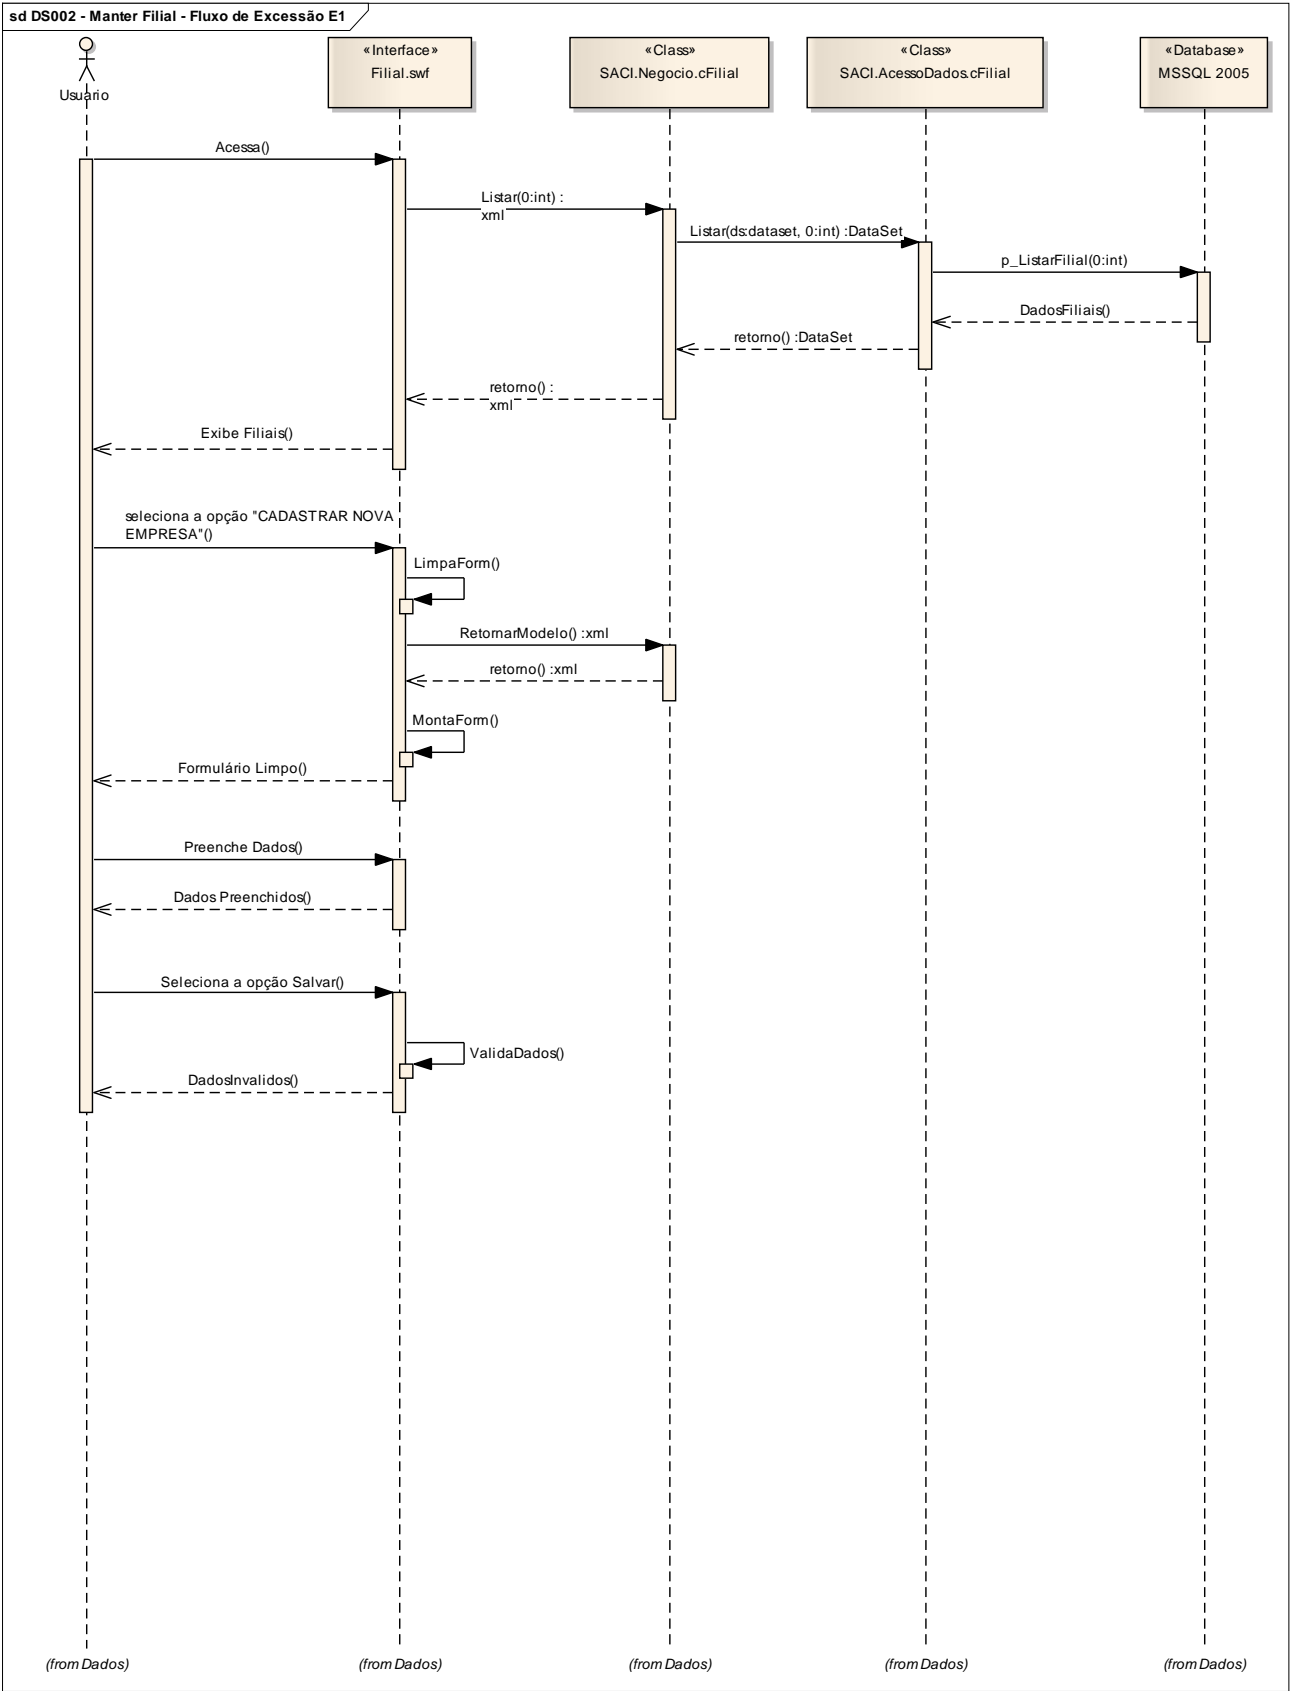 sd DS002 - Manter Filial - Fluxo de Excessão E1
Usuario
«Interface»
Filial.swf
«Class»
SACI.Negocio.cFilial
«Class»
SACI.AcessoDados.cFilial
«Database»
MSSQL 2005
Acessa()
Listar(0:int) :
xml
Listar(ds:dataset, 0:int) :DataSet
p_ListarFilial(0:int)
DadosFiliais()
retorno() :DataSet
retorno() :
xml
Exibe Filiais()
seleciona a opção "CADASTRAR NOVA
EMPRESA"()
LimpaForm()
RetornarModelo() :xml
retorno() :xml
MontaForm()
Formulário Limpo()
Preenche Dados()
Dados Preenchidos()
Seleciona a opção Salvar()
ValidaDados()
DadosInvalidos()
(from Dados)
(from Dados)
(from Dados)
(from Dados)
(from Dados)